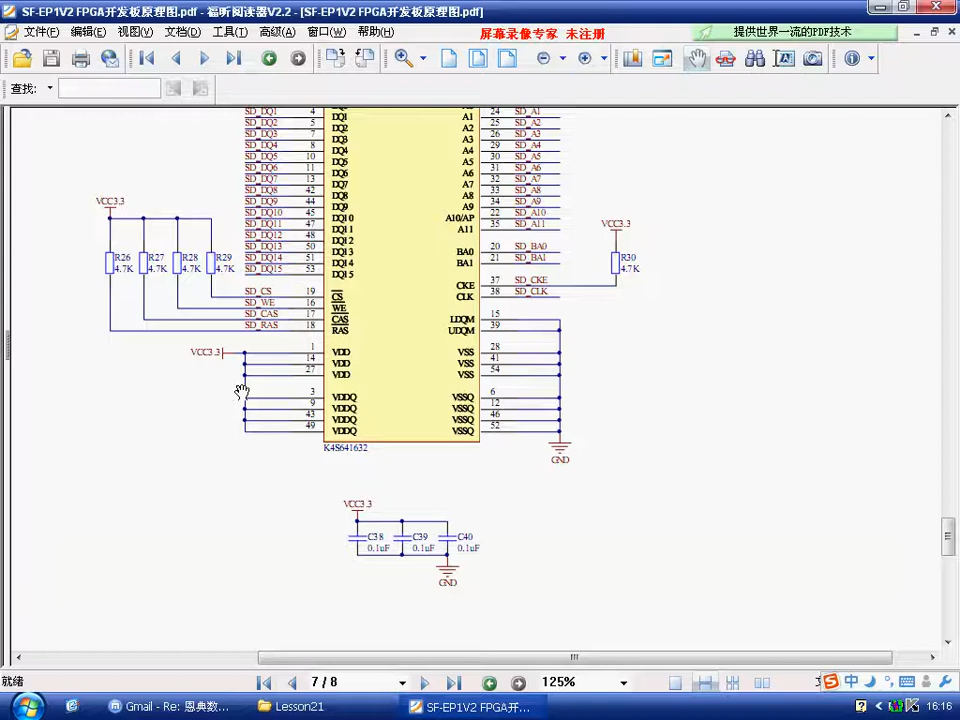 SF-EP1V2 FPGA开发板原理图.pdf - 福昕阅读器V2.2 - [SF-EP1V2 FPGA开发板原理图.pdf]
文件(F) 编辑(E) 视图(V) 文档(D) 工具(T) 高级(A) 窗口(W) 帮助(H) 屏幕录像专家 未注册 提供世界一流的PDF技术
查找:
SD_DQ1 4 DQ1 A1 24 SD_A1
SD_DQ2 5 DQ2 A2 25 SD_A2
SD_DQ3 7 DQ3 A3 26 SD_A3
SD_DQ4 8 DQ4 A4 29 SD_A4
SD_DQ5 10 DQ5 A5 30 SD_A5
SD_DQ6 11 DQ6 A6 31 SD_A6
SD_DQ7 13 DQ7 A7 32 SD_A7
SD_DQ8 42 DQ8 A8 33 SD_A8
SD_DQ9 44 DQ9 A9 34 SD_A9
SD_DQ10 45 DQ10 A10/AP 22 SD_A10
SD_DQ11 47 DQ11 A11 35 SD_A11
SD_DQ12 48 DQ12
SD_DQ13 50 DQ13 BA0 20 SD_BA0
SD_DQ14 51 DQ14 BA1 21 SD_BA1
SD_DQ15 53 DQ15
VCC3.3
R26 R27 R28 R29
4.7K 4.7K 4.7K 4.7K
VCC3.3
R30
4.7K
CKE 37 SD_CKE
CLK 38 SD_CLK
SD_CS 19 CS
SD_WE 16 WE
SD_CAS 17 CAS LDQM 15
SD_RAS 18 RAS UDQM 39
VCC3.3 1 VDD VSS 28
14 VDD VSS 41
27 VDD VSS 54
3 VDDQ VSSQ 6
9 VDDQ VSSQ 12
43 VDDQ VSSQ 46
49 VDDQ VSSQ 52
K4S641632
GND
VCC3.3
C38 C39 C40
0.1uF 0.1uF 0.1uF
GND
就绪 7 / 8 125% 中
Gmail - Re: 恩典数... Lesson21 SF-EP1V2 FPGA开... 16:16